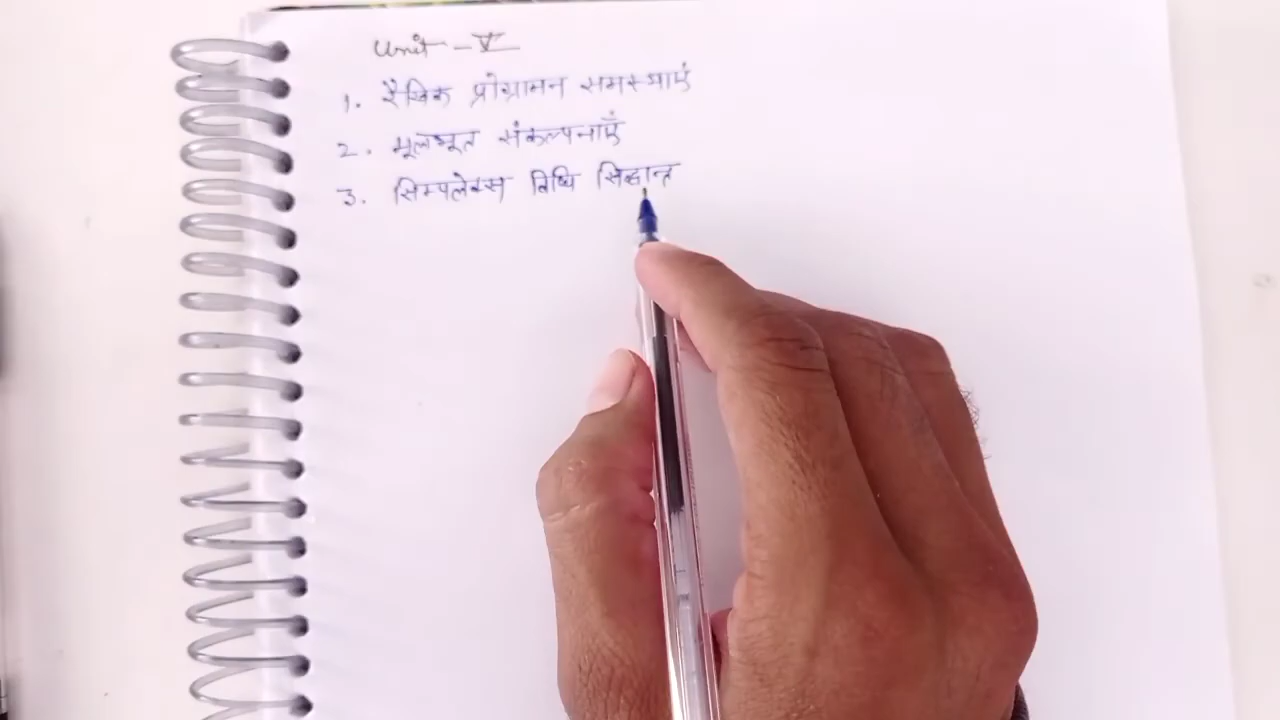 Unit - V
1. रैखिक प्रोग्रामन समस्याएं
2. मूलभूत संकल्पनाएँ
3. सिम्पलेक्स विधि सिद्धान्त